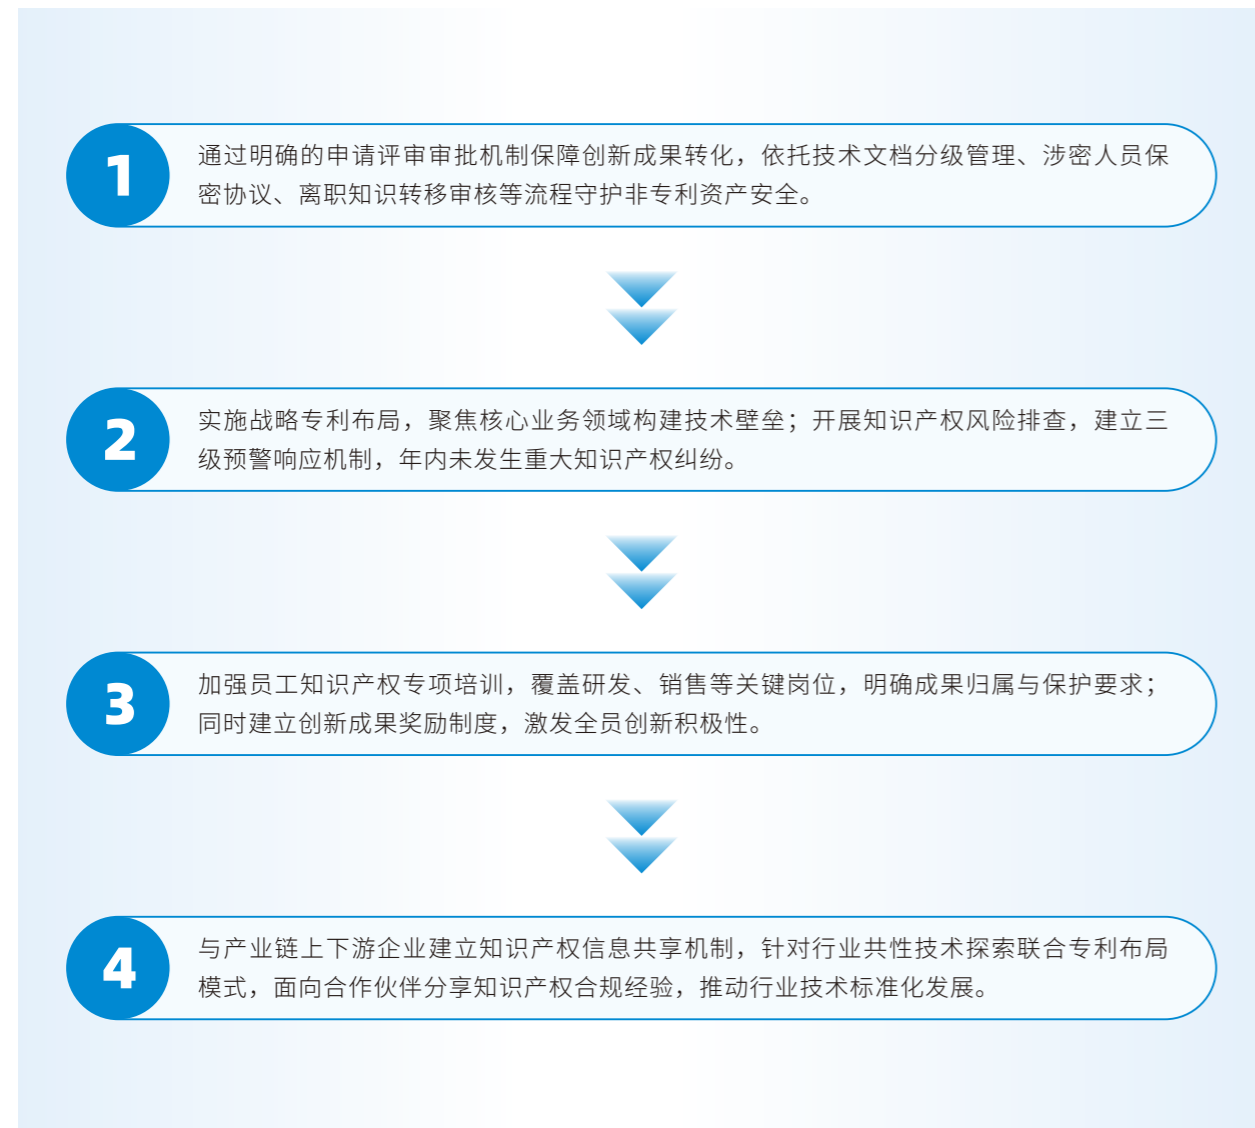 1
通过明确的申请评审审批机制保障创新成果转化，依托技术文档分级管理、涉密人员保
密协议、离职知识转移审核等流程守护非专利资产安全。
2
实施战略专利布局，聚焦核心业务领域构建技术壁垒；开展知识产权风险排查，建立三
级预警响应机制，年内未发生重大知识产权纠纷。
3
加强员工知识产权专项培训，覆盖研发、销售等关键岗位，明确成果归属与保护要求；
同时建立创新成果奖励制度，激发全员创新积极性。
4
与产业链上下游企业建立知识产权信息共享机制，针对行业共性技术探索联合专利布局
模式，面向合作伙伴分享知识产权合规经验，推动行业技术标准化发展。